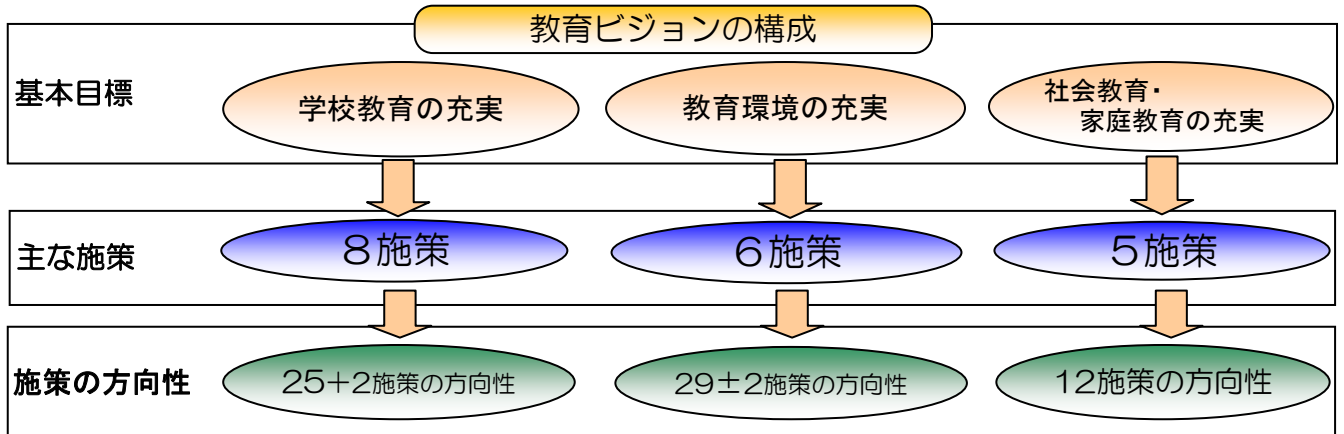 教育ビジョンの構成
基本目標
学校教育の充実
教育環境の充実
社会教育・
家庭教育の充実
主な施策
8施策
6施策
5施策
施策の方向性
25+2施策の方向性
29±2施策の方向性
12施策の方向性